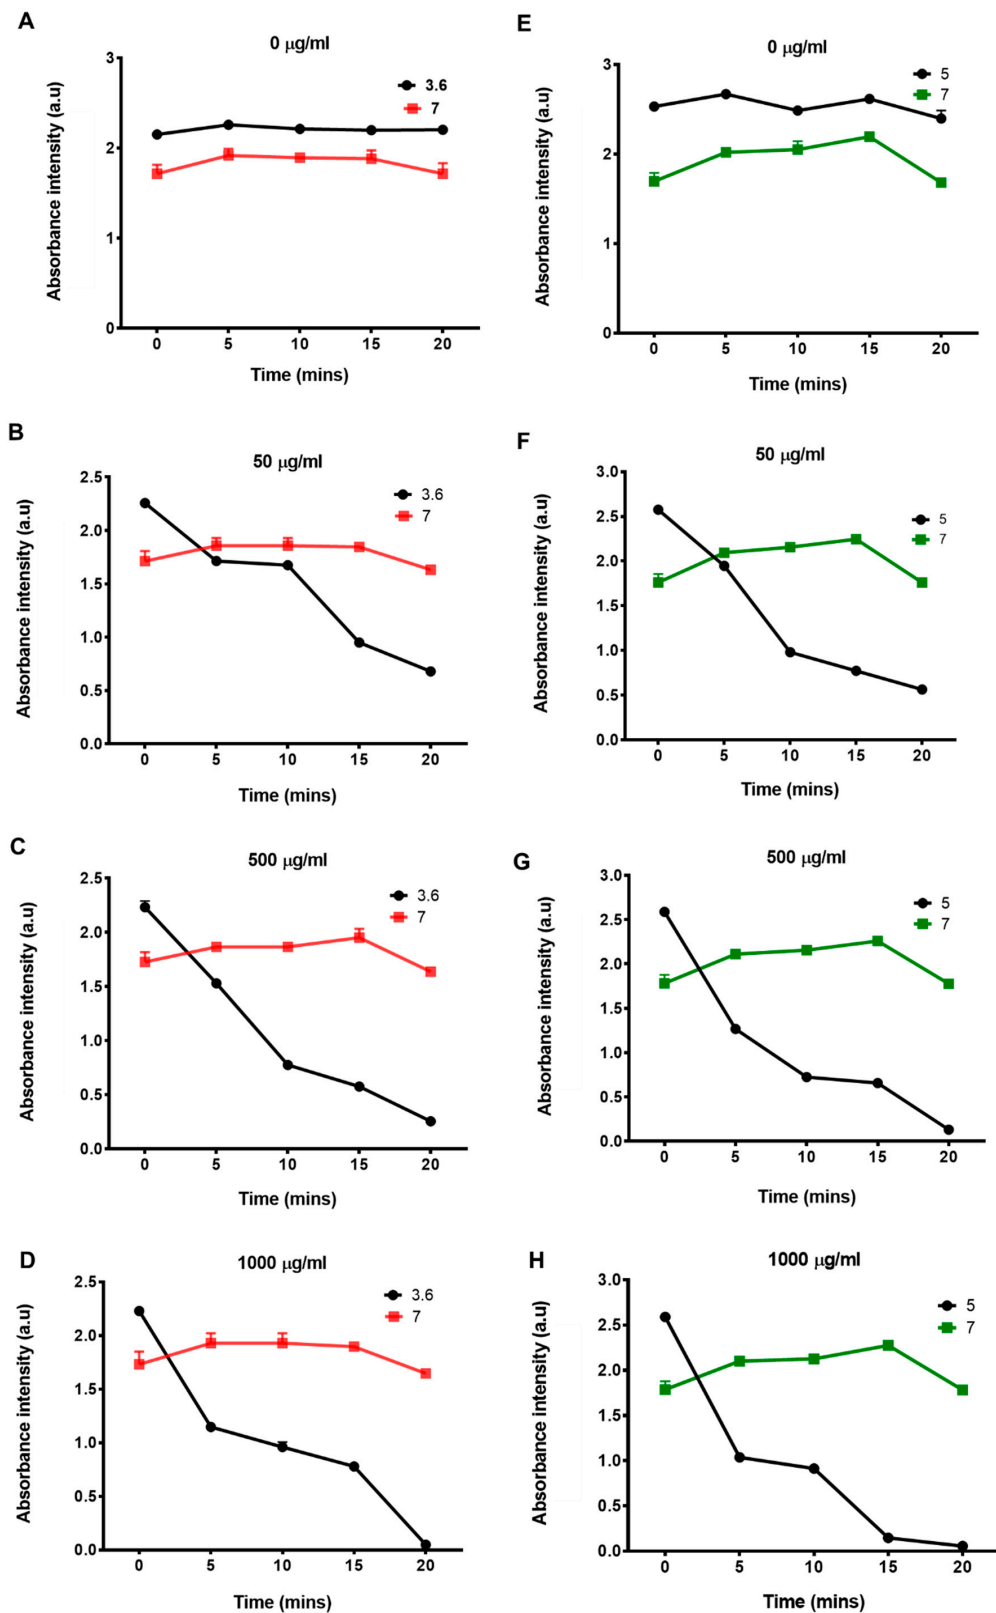 A
0 μg/ml
Absorbance intensity (a.u)
3
2
1
0
3.6
7
0 5 10 15 20
Time (mins)
E
0 μg/ml
Absorbance intensity (a.u)
3
2
1
0
5
7
0 5 10 15 20
Time (mins)
B
50 μg/ml
Absorbance intensity (a.u)
2.5
2.0
1.5
1.0
0.5
0.0
3.6
7
0 5 10 15 20
Time (mins)
F
50 μg/ml
Absorbance intensity (a.u)
3.0
2.5
2.0
1.5
1.0
0.5
0.0
5
7
0 5 10 15 20
Time (mins)
C
500 μg/ml
Absorbance intensity (a.u)
2.5
2.0
1.5
1.0
0.5
0.0
3.6
7
0 5 10 15 20
Time (mins)
G
500 μg/ml
Absorbance intensity (a.u)
3.0
2.5
2.0
1.5
1.0
0.5
0.0
5
7
0 5 10 15 20
Time (mins)
D
1000 μg/ml
Absorbance intensity (a.u)
2.5
2.0
1.5
1.0
0.5
0.0
3.6
7
0 5 10 15 20
Time (mins)
H
1000 μg/ml
Absorbance intensity (a.u)
3.0
2.5
2.0
1.5
1.0
0.5
0.0
5
7
0 5 10 15 20
Time (mins)